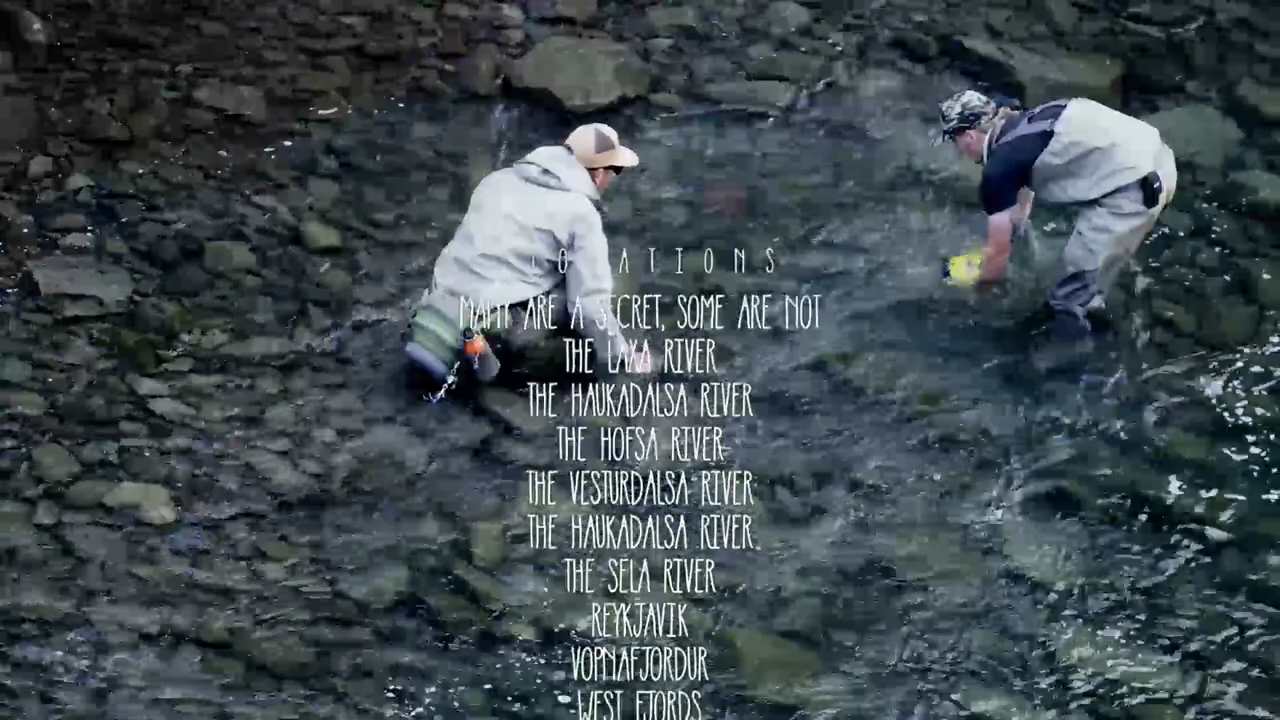 LOCATIONS
MANY ARE A SECRET, SOME ARE NOT
THE LAXA RIVER
THE HAUKADALSA RIVER
THE HOFSA RIVER
THE VESTURDALSA RIVER
THE HAUKADALSA RIVER
THE SELA RIVER
REYKJAVIK
VOPNAFJORDUR
WEST FJORDS